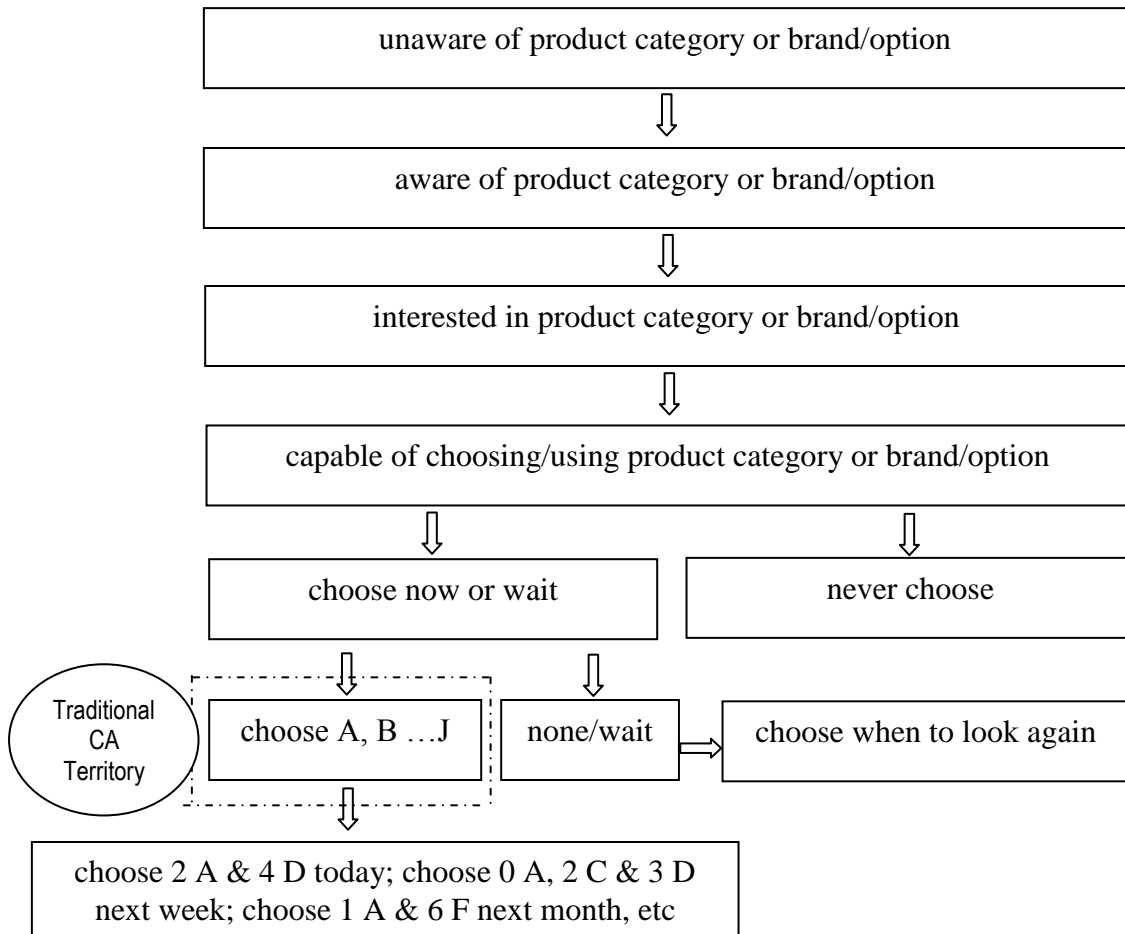 unaware of product category or brand/option
aware of product category or brand/option
interested in product category or brand/option
capable of choosing/using product category or brand/option
choose now or wait
never choose
Traditional
CA
Territory
choose A, B …J
none/wait
choose when to look again
choose 2 A & 4 D today; choose 0 A, 2 C & 3 D
next week; choose 1 A & 6 F next month, etc